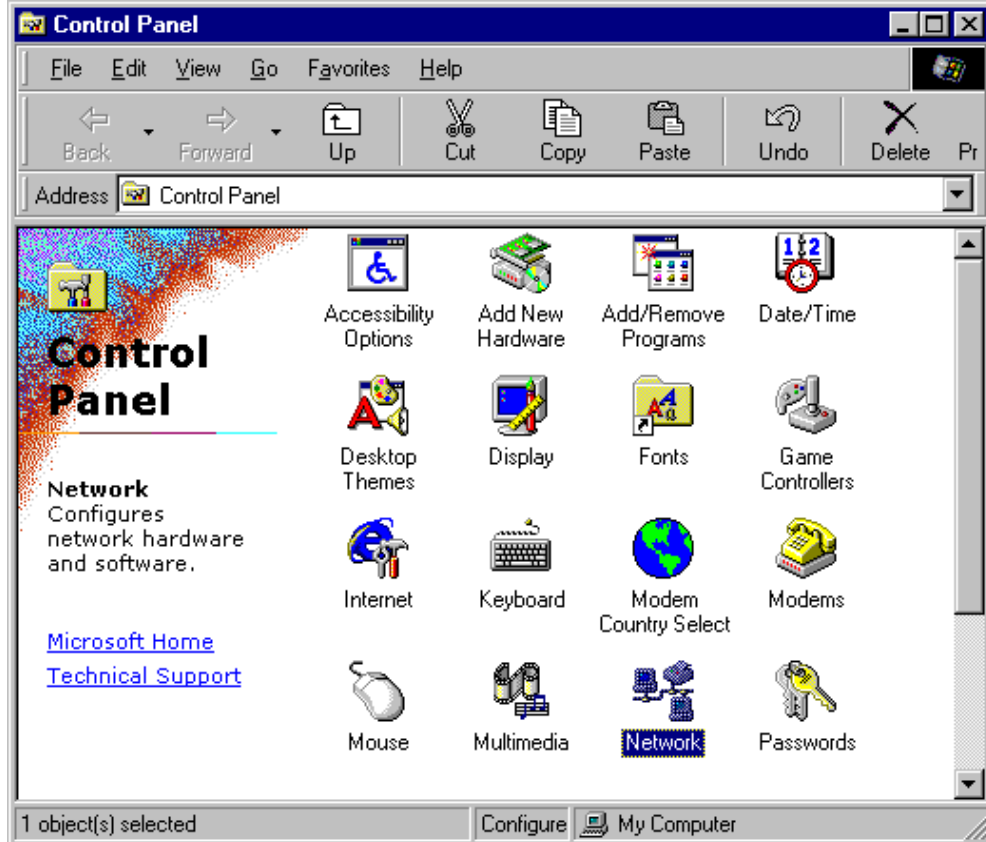 Control Panel
File Edit View Go Favorites Help
Back Forward Up Cut Copy Paste Undo Delete Pr
Address Control Panel
Control
Panel
Network
Configures
network hardware
and software.
Microsoft Home
Technical Support
Accessibility
Options
Add New
Hardware
Add/Remove
Programs
12
Date/Time
Desktop
Themes
Display
Fonts
Game
Controllers
Internet
Keyboard
Modem
Country Select
Modems
Mouse
Multimedia
Network
Passwords
1 object(s) selected Configure My Computer